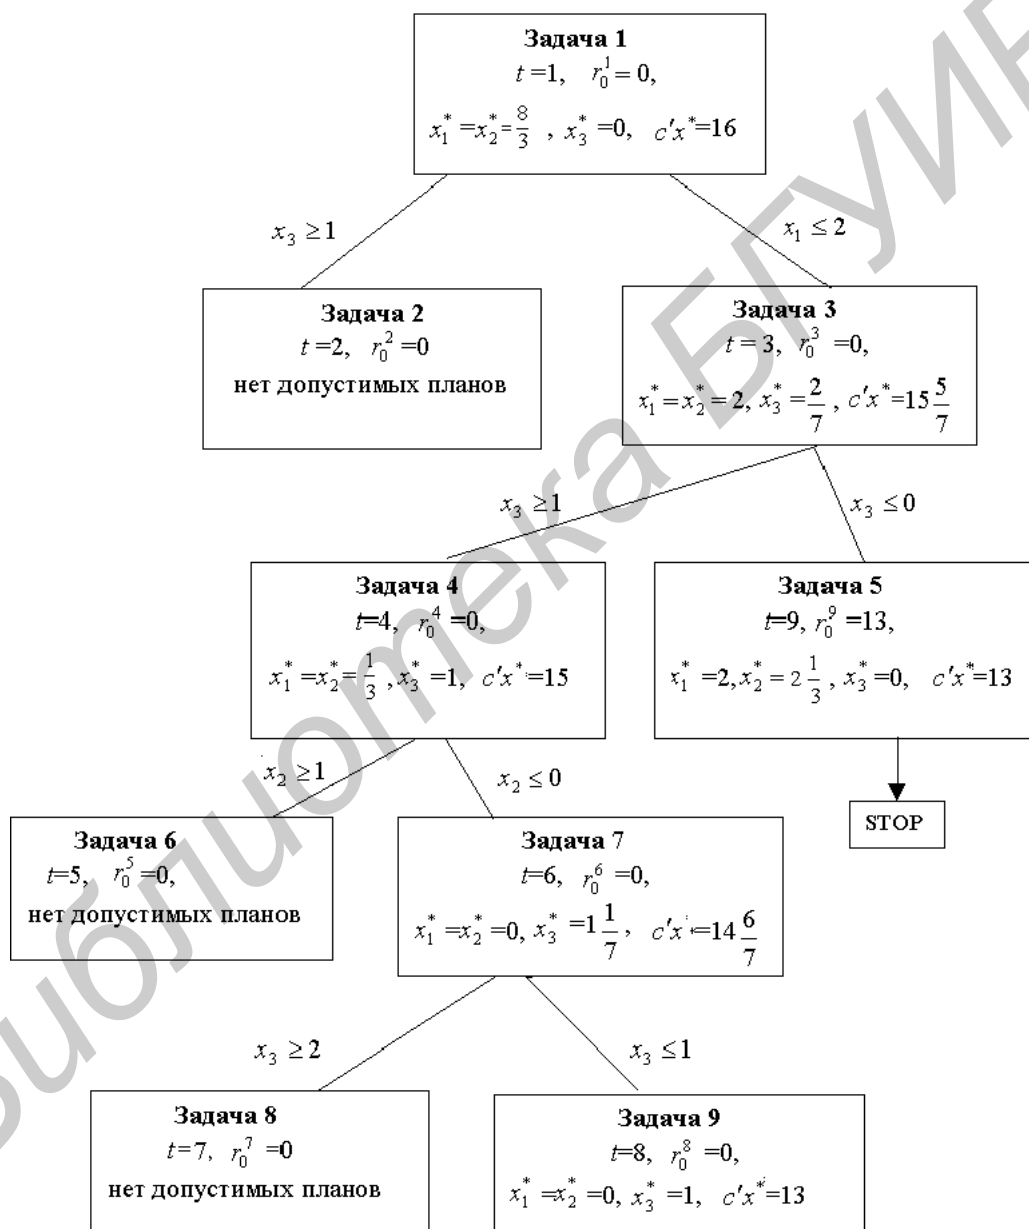 Задача 1
t =1, r₀¹ = 0,
x₁* =x₂*= 8/3 , x₃* =0, c′x*=16
x₃ ≥1
x₁ ≤ 2
Задача 2
t =2, r₀² =0
нет допустимых планов
Задача 3
t = 3, r₀³ =0,
x₁* = x₂* = 2, x₃* = 2/7 , c′x*=15 5/7
x₃ ≥1
x₃ ≤ 0
Задача 4
t=4, r₀⁴ =0,
x₁* =x₂*= 1/3 , x₃* =1, c′x*=15
Задача 5
t=9, r₀⁹ =13,
x₁* =2, x₂* = 2 1/3 , x₃* =0, c′x*=13
x₂ ≥1
x₂ ≤ 0
STOP
Задача 6
t=5, r₀⁵ =0,
нет допустимых планов
Задача 7
t=6, r₀⁶ =0,
x₁* =x₂* =0, x₃* =1 1/7 , c′x*=14 6/7
x₃ ≥ 2
x₃ ≤1
Задача 8
t=7, r₀⁷ =0
нет допустимых планов
Задача 9
t=8, r₀⁸ =0,
x₁* =x₂* =0, x₃* =1, c′x*=13
Библиотека БГУИР